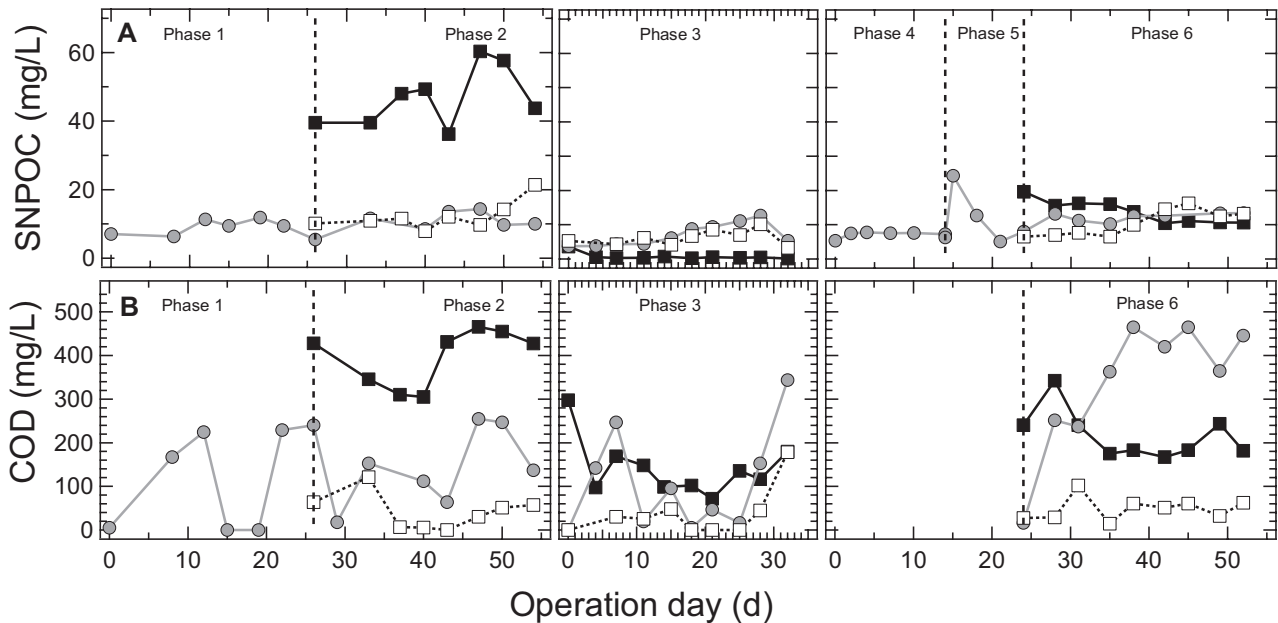 A Phase 1 Phase 2 Phase 3 Phase 4 Phase 5 Phase 6
SNPOC (mg/L)
60
40
20
0
B Phase 1 Phase 2 Phase 3 Phase 6
COD (mg/L)
500
400
300
200
100
0
0 10 20 30 40 50 0 10 20 30 0 10 20 30 40 50
Operation day (d)